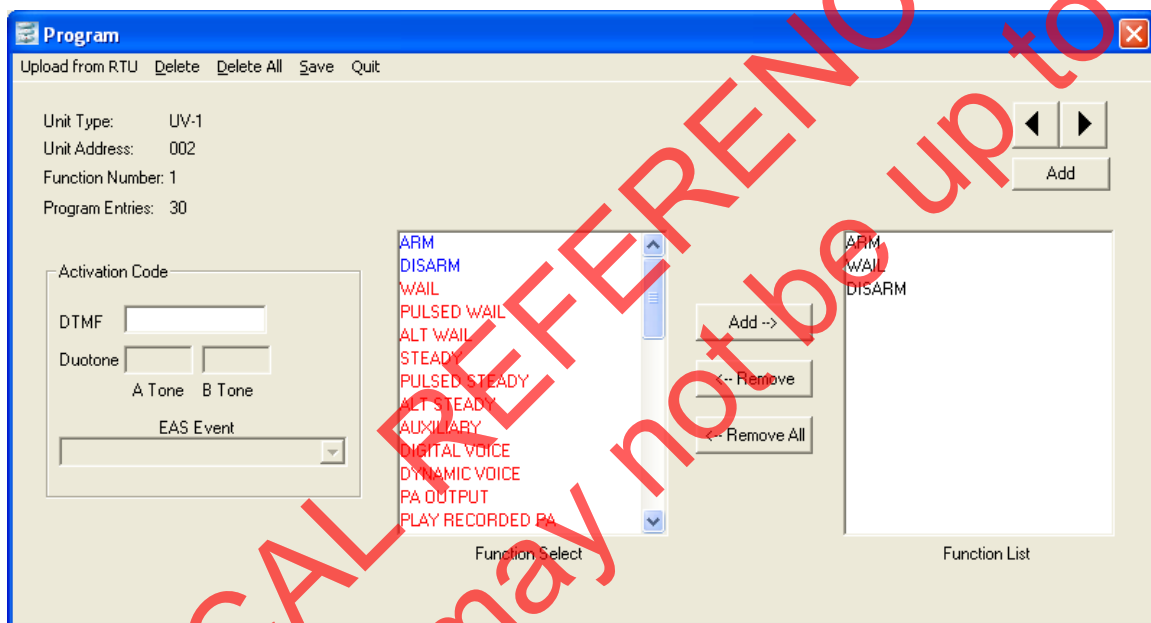 Program
Upload from RTU Delete Delete All Save Quit
Unit Type: UV-1
Unit Address: 002
Function Number: 1
Program Entries: 30
Add
Activation Code
DTMF
Duotone
A Tone B Tone
EAS Event
ARM
DISARM
WAIL
PULSED WAIL
ALT WAIL
STEADY
PULSED STEADY
ALT STEADY
AUXILIARY
DIGITAL VOICE
DYNAMIC VOICE
PA OUTPUT
PLAY RECORDED PA
Function Select
Add -->
<-- Remove
<-- Remove All
ARM
WAIL
DISARM
Function List
CAL REFERENC
may not be up to